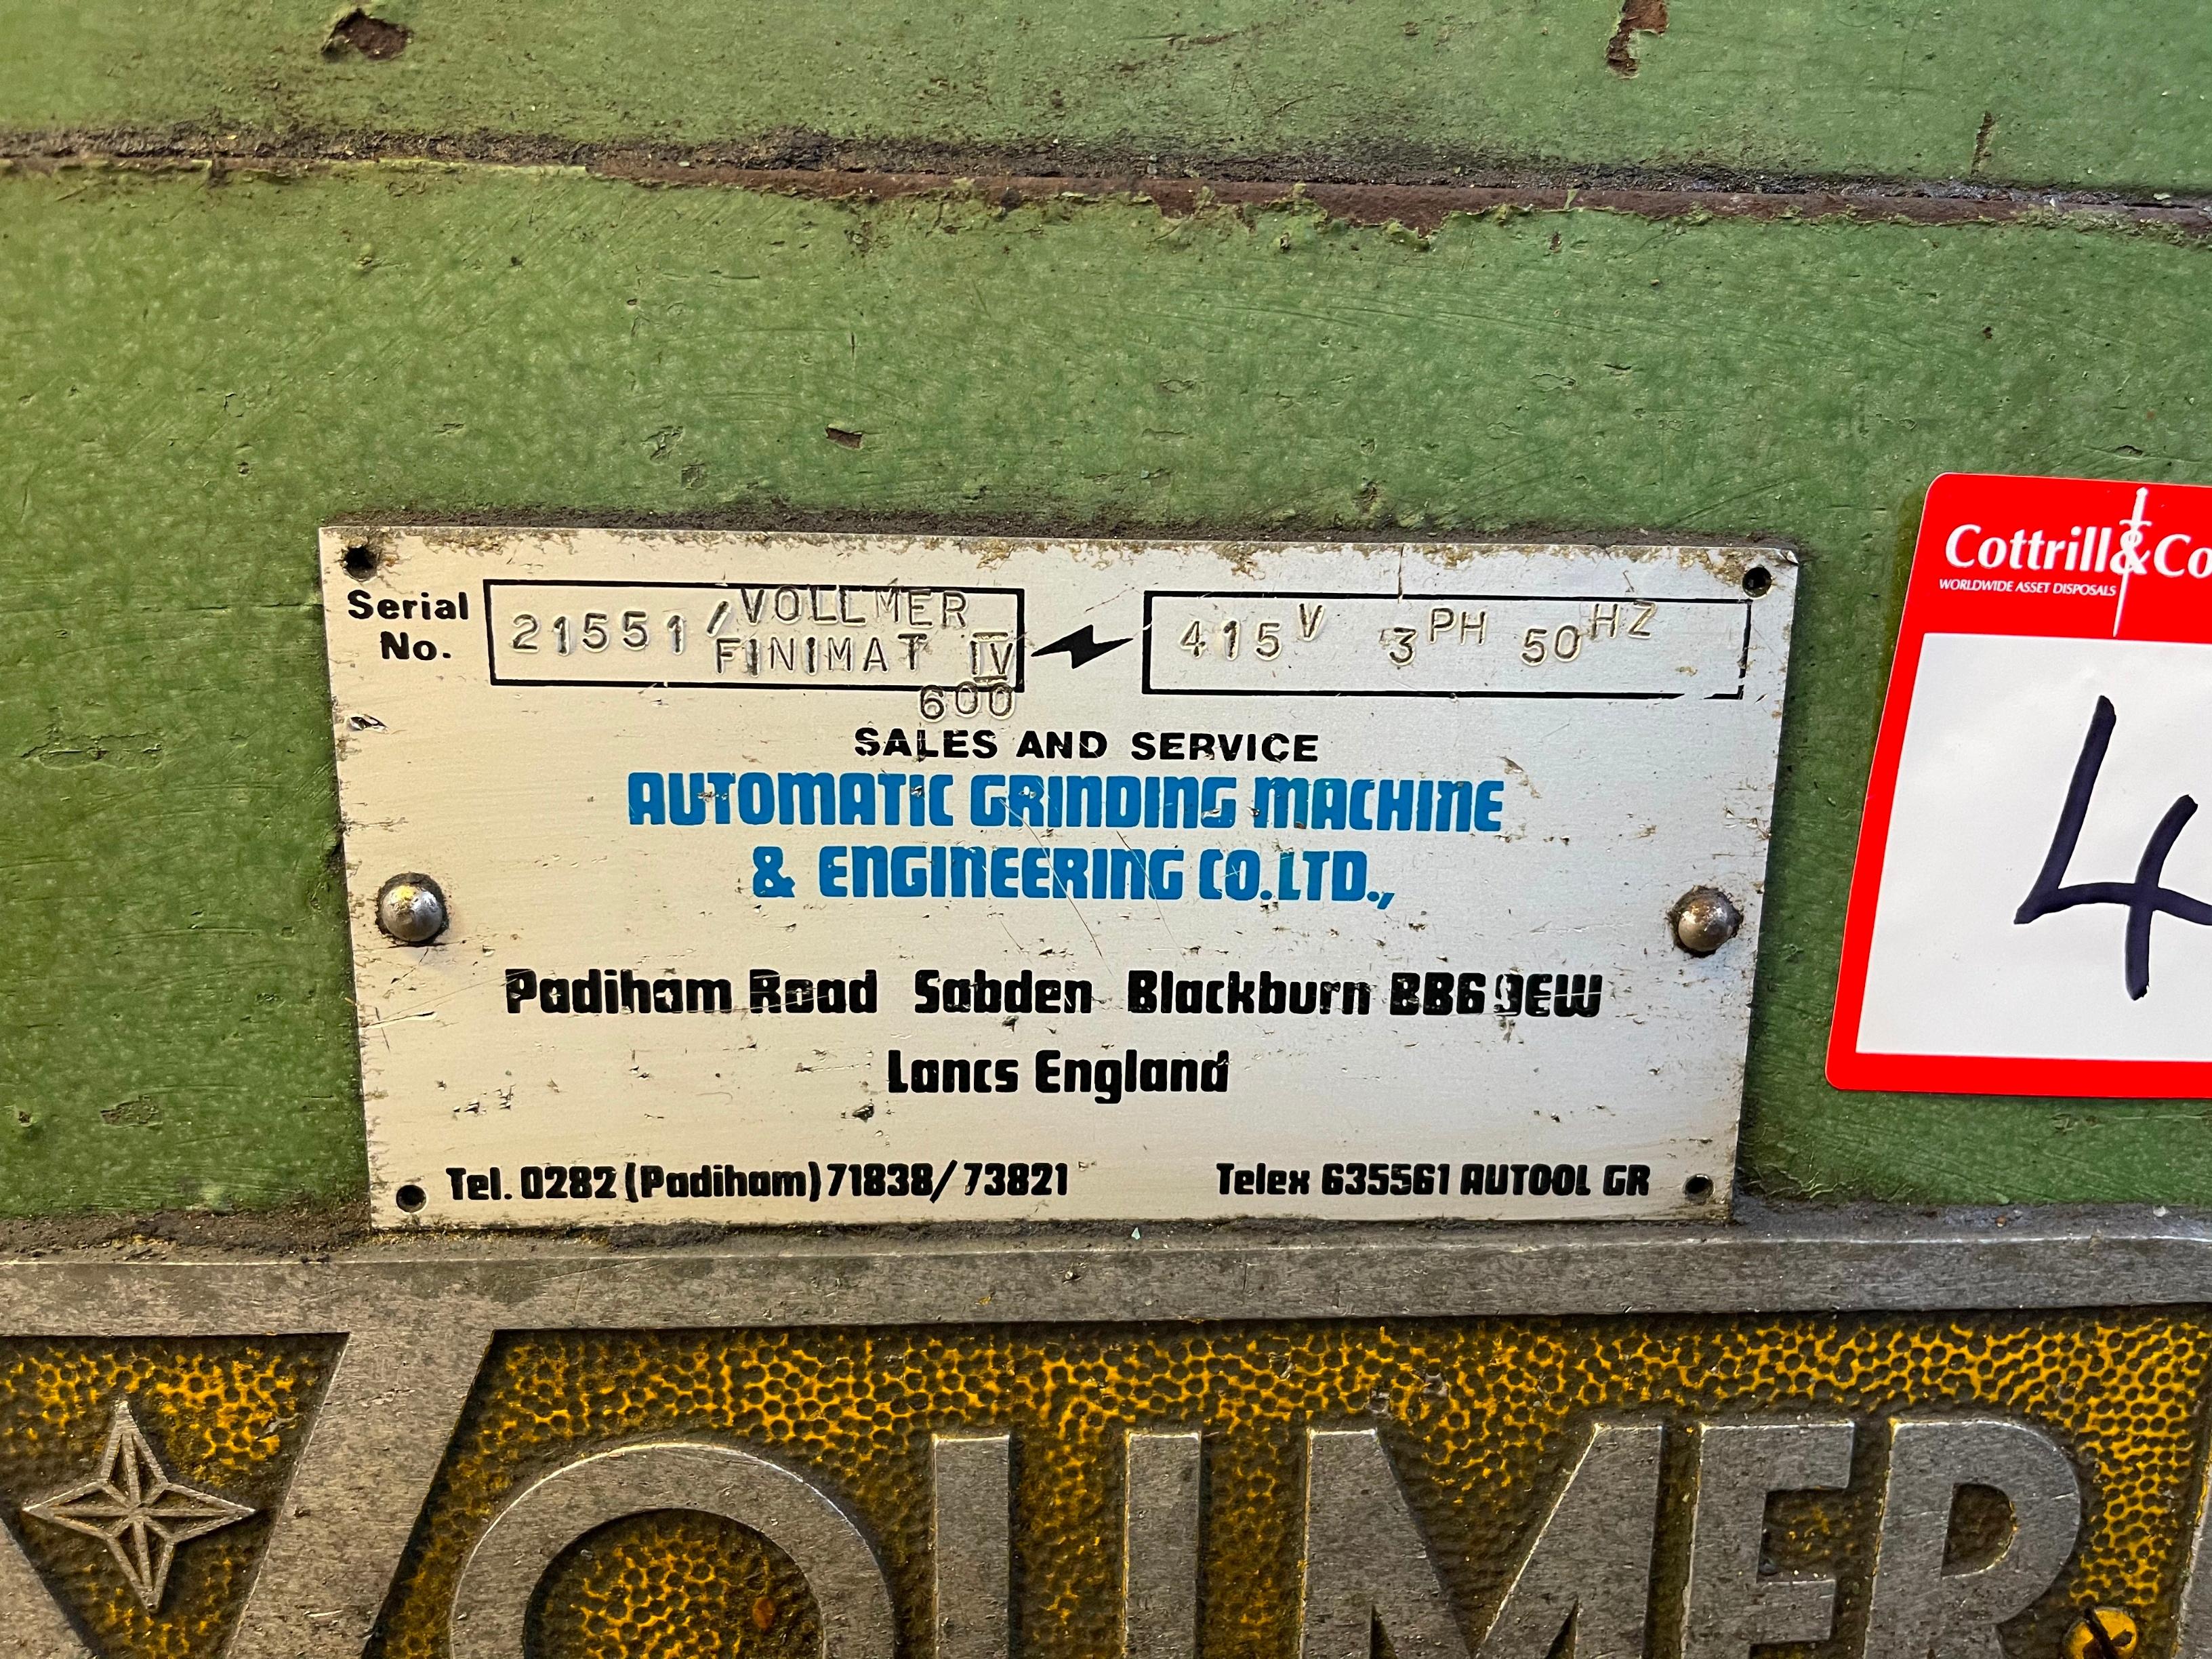 Serial No.
21551/VOLLMER
FINIMAT IV
600
415V 3PH 50HZ
SALES AND SERVICE
AUTOMATIC GRINDING MACHINE
& ENGINEERING CO.LTD.,
Padiham Road Sabden Blackburn BB6 9EW
Lancs England
Tel. 0282 (Padiham) 71838/73821
Telex 635561 AUTOOL GR
Cottrill&Co
WORLDWIDE ASSET DISPOSALS
4
VOLLMER